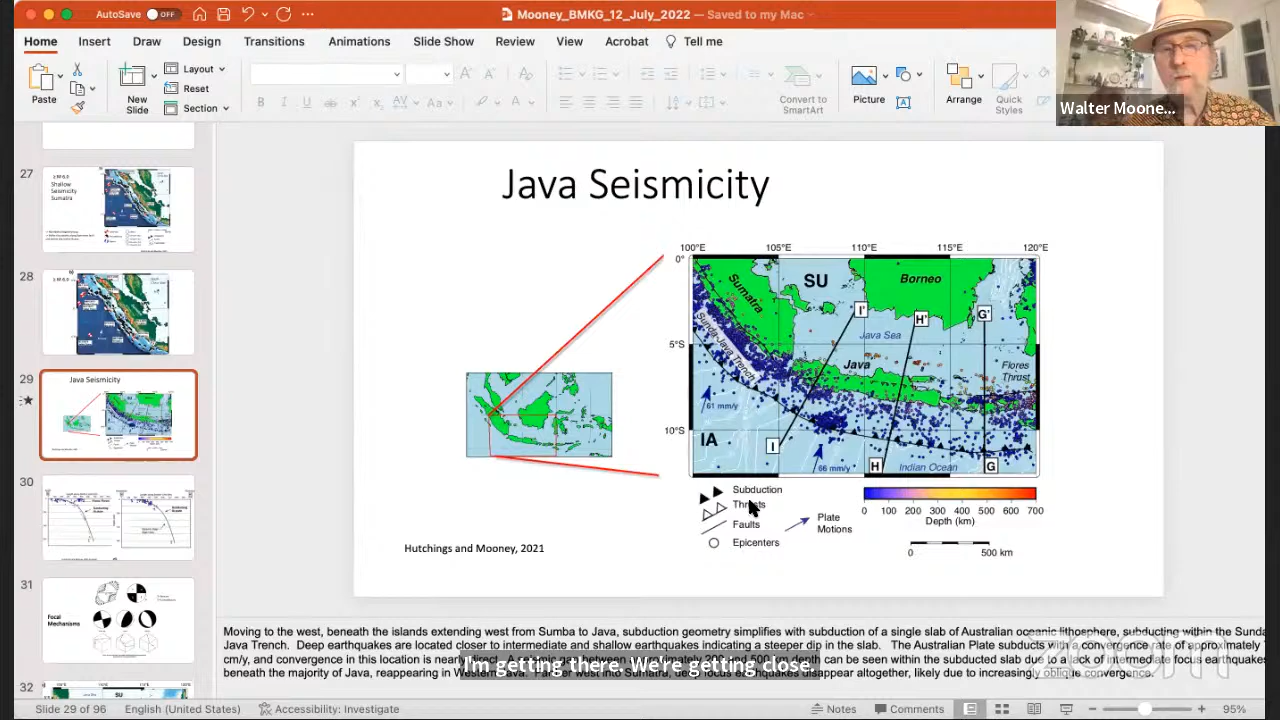 AutoSave OFF
Mooney_BMKG_12_July_2022 — Saved to my Mac
Home Insert Draw Design Transitions Animations Slide Show Review View Acrobat Tell me
Paste
New Slide
Layout
Reset
Section
Convert to SmartArt
Picture
Arrange
Quick Styles
Walter Moone...
27
Shallow
Seismicity
Sumatra
28
29
Java Seismicity
30
31
Focal
Mechanisms
32
SU
Java Seismicity
100°E 105°E 110°E 115°E 120°E
0°
5°S
10°S
Sumatra
SU
Borneo
I'
H'
G'
Java Sea
Sunda-Java Trench
Java
Flores
Thrust
61 mm/y
IA
I
66 mm/y
H
Indian Ocean
G
Subduction
Faults
Epicenters
Plate
Motions
0 100 200 300 400 500 600 700
Depth (km)
0 500 km
Hutchings and Mooney, 2021
Moving to the west, beneath the islands extending west from Sumba to Java, subduction geometry simplifies with subduction of a single slab of Australian oceanic lithosphere, subducting within the Sunda
Java Trench. Deep earthquakes are located closer to intermediate and shallow earthquakes indicating a steeper dip in the slab. The Australian Plate subducts with a convergence rate of approximately
cm/y, and convergence in this location is nearly depth can be seen within the subducted slab due to a lack of intermediate focus earthquakes
beneath the majority of Java, reappearing in Western Java. Farther west into Sumatra, deep focus earthquakes disappear altogether, likely due to increasingly oblique convergence.
I'm getting there. We're getting close.
zoom
Slide 29 of 96 English (United States) Accessibility: Investigate Notes Comments 95%